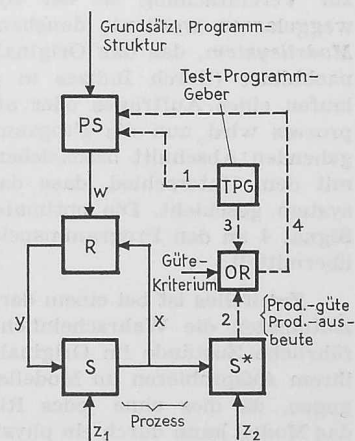 Grundsätzl. Programm-
Struktur
Test-Programm-
Geber
PS
1
TPG
w
3
4
R
Güte-
Kriterium
OR
y
x
2
Prod.-güte
Prod.-Aus-
beute
S
S*
Prozess
z₁
z₂